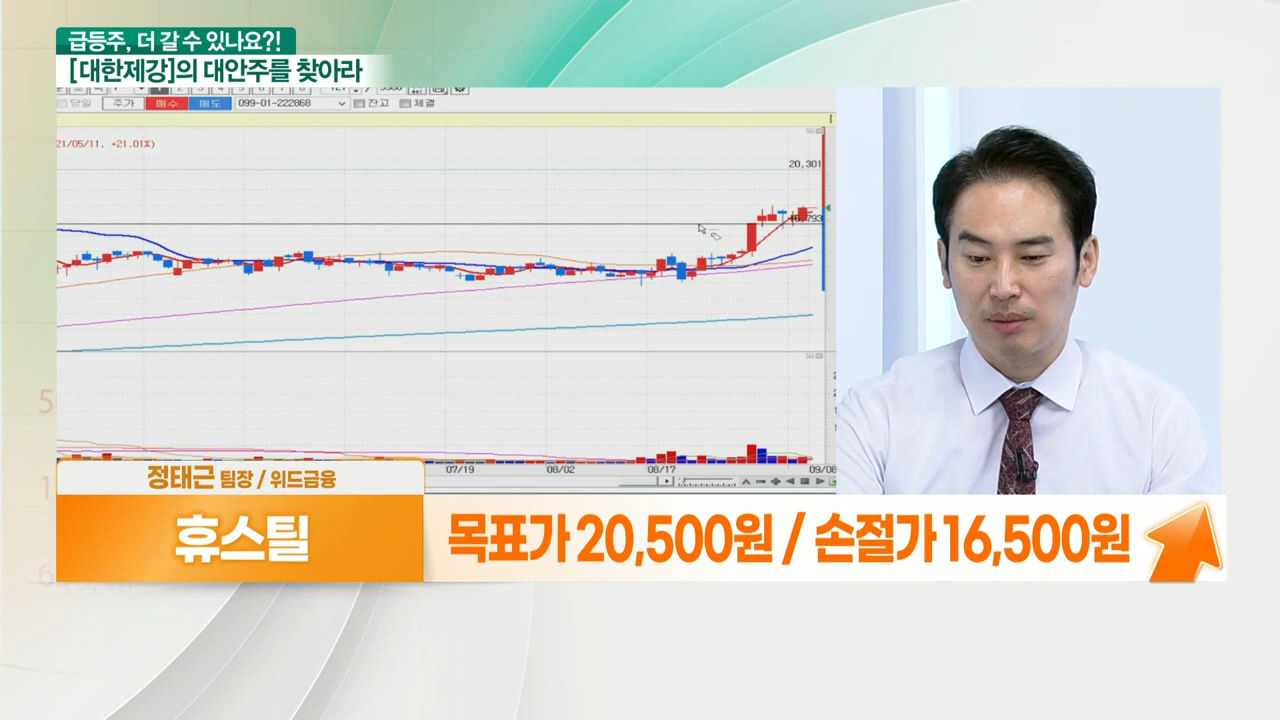 급등주, 더 갈 수 있나요?!
[대한제강]의 대안주를 찾아라
당일 주가 매수 매도 099-01-222868 잔고 체결
21/05/11, +21.01%)
20,301
07/19 08/02 08/17 09/08
정태근 팀장 / 위드금융
휴스틸
목표가 20,500원 / 손절가 16,500원